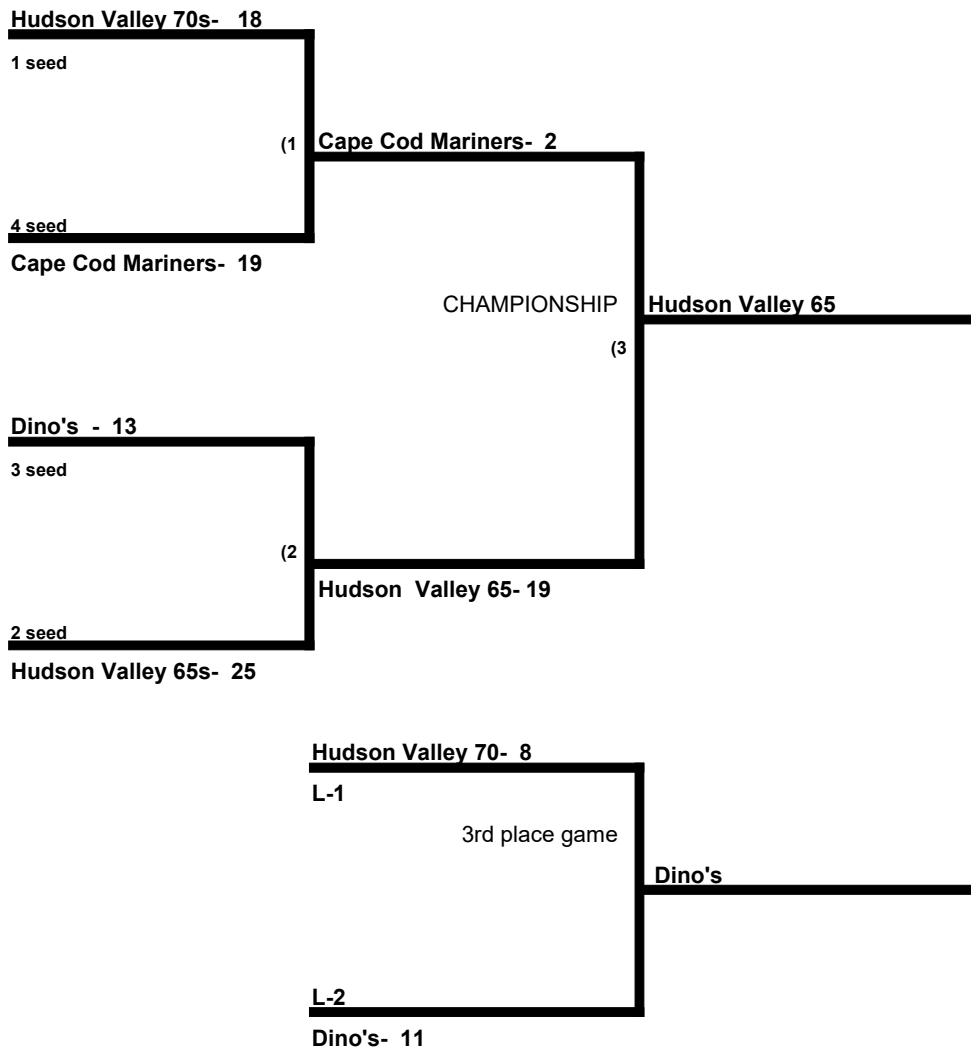 Hudson Valley 70s- 18
1 seed
(1
Cape Cod Mariners- 2
4 seed
Cape Cod Mariners- 19
CHAMPIONSHIP
Hudson Valley 65
(3
Dino's - 13
3 seed
(2
Hudson Valley 65- 19
2 seed
Hudson Valley 65s- 25
Hudson Valley 70- 8
L-1
3rd place game
Dino's
L-2
Dino's- 11